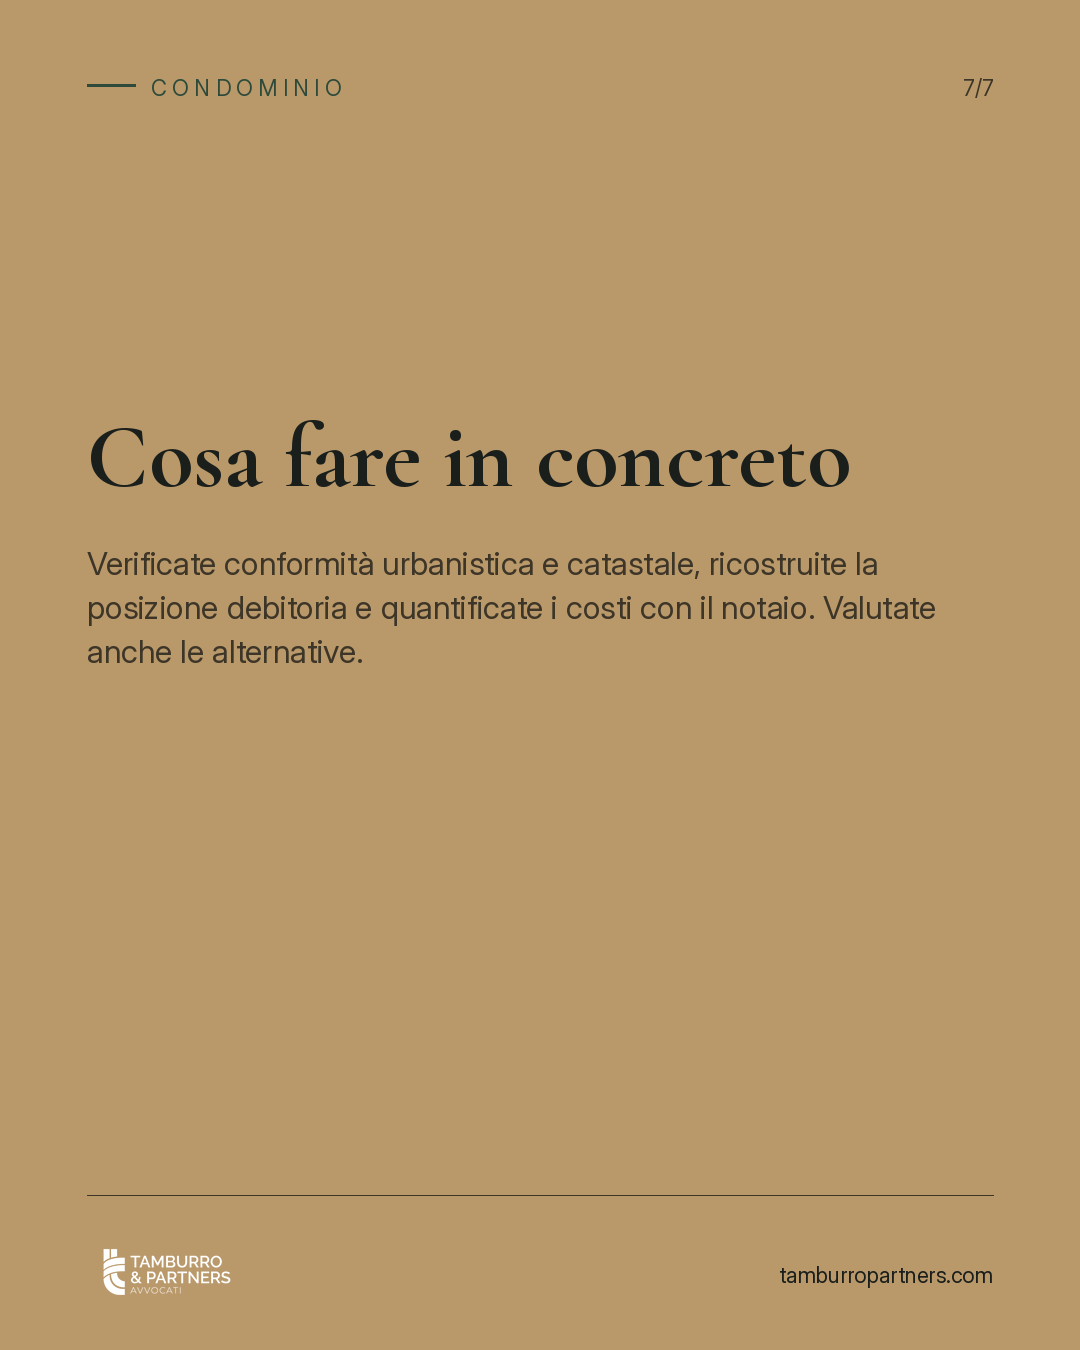 CONDOMINIO
7/7
Cosa fare in concreto
Verificate conformità urbanistica e catastale, ricostruite la
posizione debitoria e quantificate i costi con il notaio. Valutate
anche le alternative.
TAMBURRO
& PARTNERS
AVVOCATI
tamburropartners.com